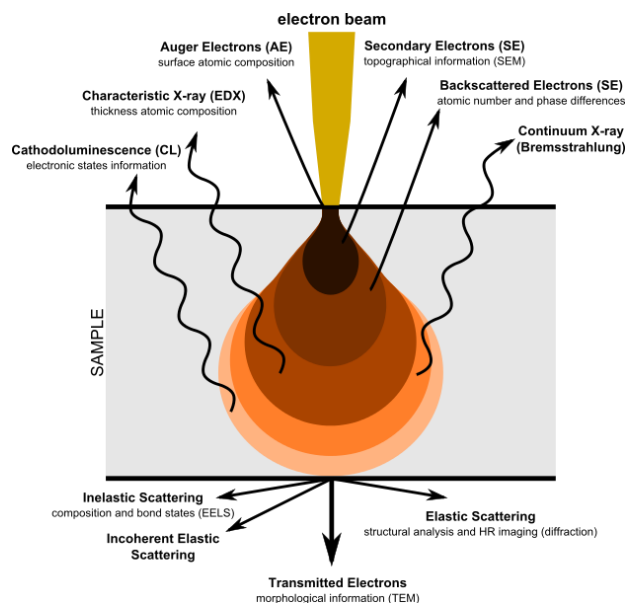 electron beam
Auger Electrons (AE)
surface atomic composition
Secondary Electrons (SE)
topographical information (SEM)
Characteristic X-ray (EDX)
thickness atomic composition
Backscattered Electrons (SE)
atomic number and phase differences
Cathodoluminescence (CL)
electronic states information
Continuum X-ray
(Bremsstrahlung)
SAMPLE
Inelastic Scattering
composition and bond states (EELS)
Incoherent Elastic
Scattering
Elastic Scattering
structural analysis and HR imaging (diffraction)
Transmitted Electrons
morphological information (TEM)